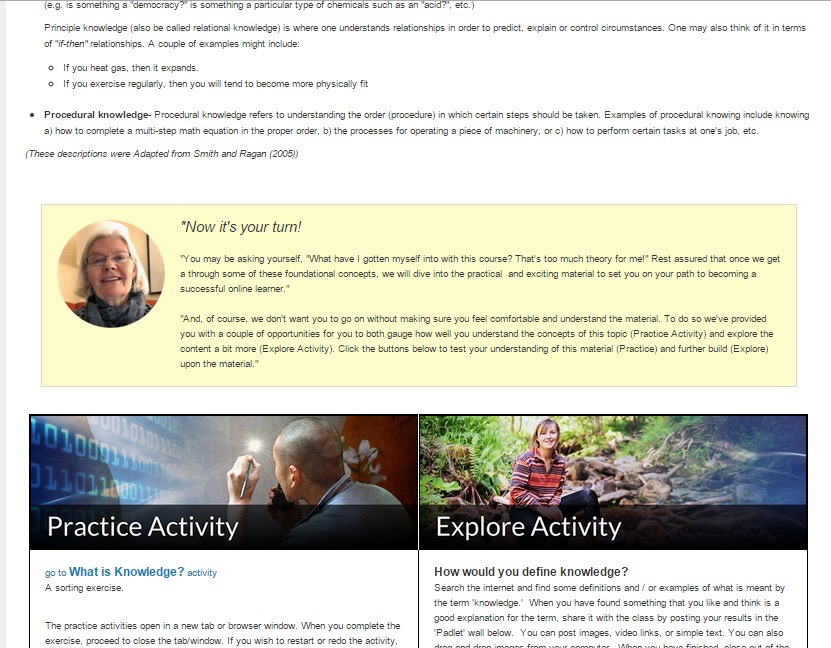 (e.g. is something a "democracy?" is something a particular type of chemicals such as an "acid?", etc.)
Principle knowledge (also be called relational knowledge) is where one understands relationships in order to predict, explain or control circumstances. One may also think of it in terms
of "if-then" relationships. A couple of examples might include:
If you heat gas, then it expands.
If you exercise regularly, then you will tend to become more physically fit
Procedural knowledge- Procedural knowledge refers to understanding the order (procedure) in which certain steps should be taken. Examples of procedural knowing include knowing
a) how to complete a multi-step math equation in the proper order, b) the processes for operating a piece of machinery, or c) how to perform certain tasks at one's job, etc.
(These descriptions were Adapted from Smith and Ragan (2005))
"Now it's your turn!
"You may be asking yourself, "What have I gotten myself into with this course? That's too much theory for me!" Rest assured that once we get
a through some of these foundational concepts, we will dive into the practical and exciting material to set you on your path to becoming a
successful online learner."
"And, of course, we don't want you to go on without making sure you feel comfortable and understand the material. To do so we've provided
you with a couple of opportunities for you to both gauge how well you understand the concepts of this topic (Practice Activity) and explore the
content a bit more (Explore Activity). Click the buttons below to test your understanding of this material (Practice) and further build (Explore)
upon the material."
Practice Activity
go to What is Knowledge? activity
A sorting exercise.
The practice activities open in a new tab or browser window. When you complete the
exercise, proceed to close the tab/window. If you wish to restart or redo the activity,
Explore Activity
How would you define knowledge?
Search the internet and find some definitions and / or examples of what is meant by
the term 'knowledge.' When you have found something that you like and think is a
good explanation for the term, share it with the class by posting your results in the
'Padlet' wall below. You can post images, video links, or simple text. You can also
drag and drop images from your computer. When you have finished, close out of the